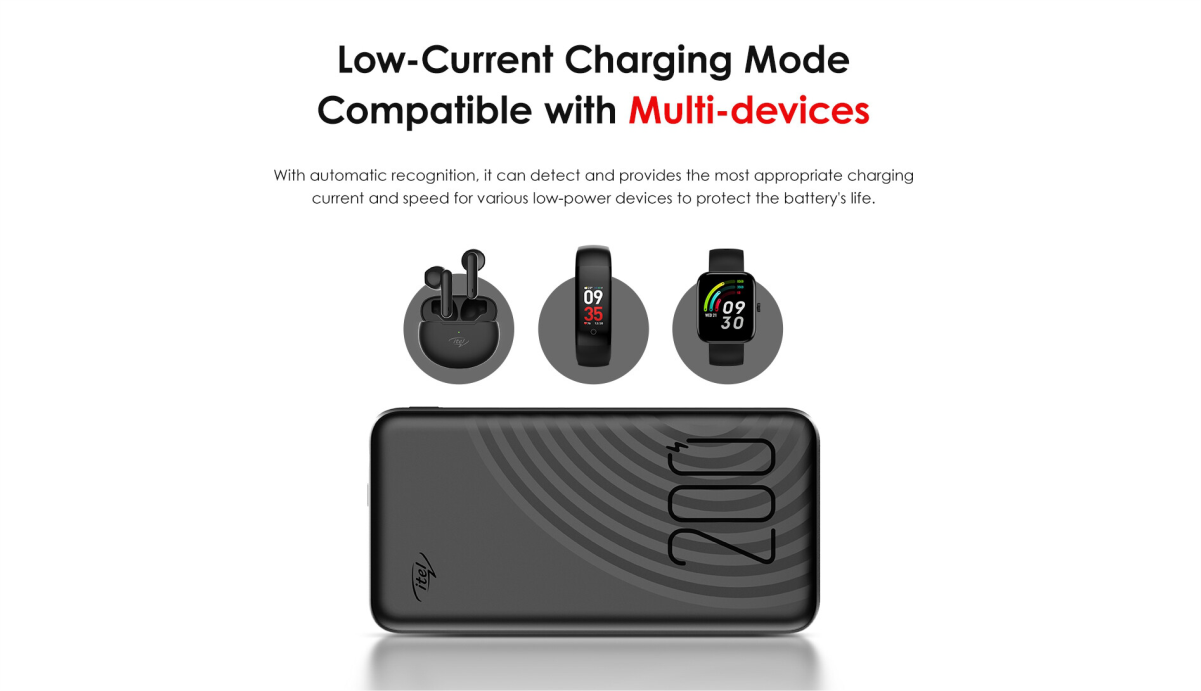 Low-Current Charging Mode
Compatible with Multi-devices
With automatic recognition, it can detect and provides the most appropriate charging
current and speed for various low-power devices to protect the battery's life.
itel
09
35
09
30
200
itel